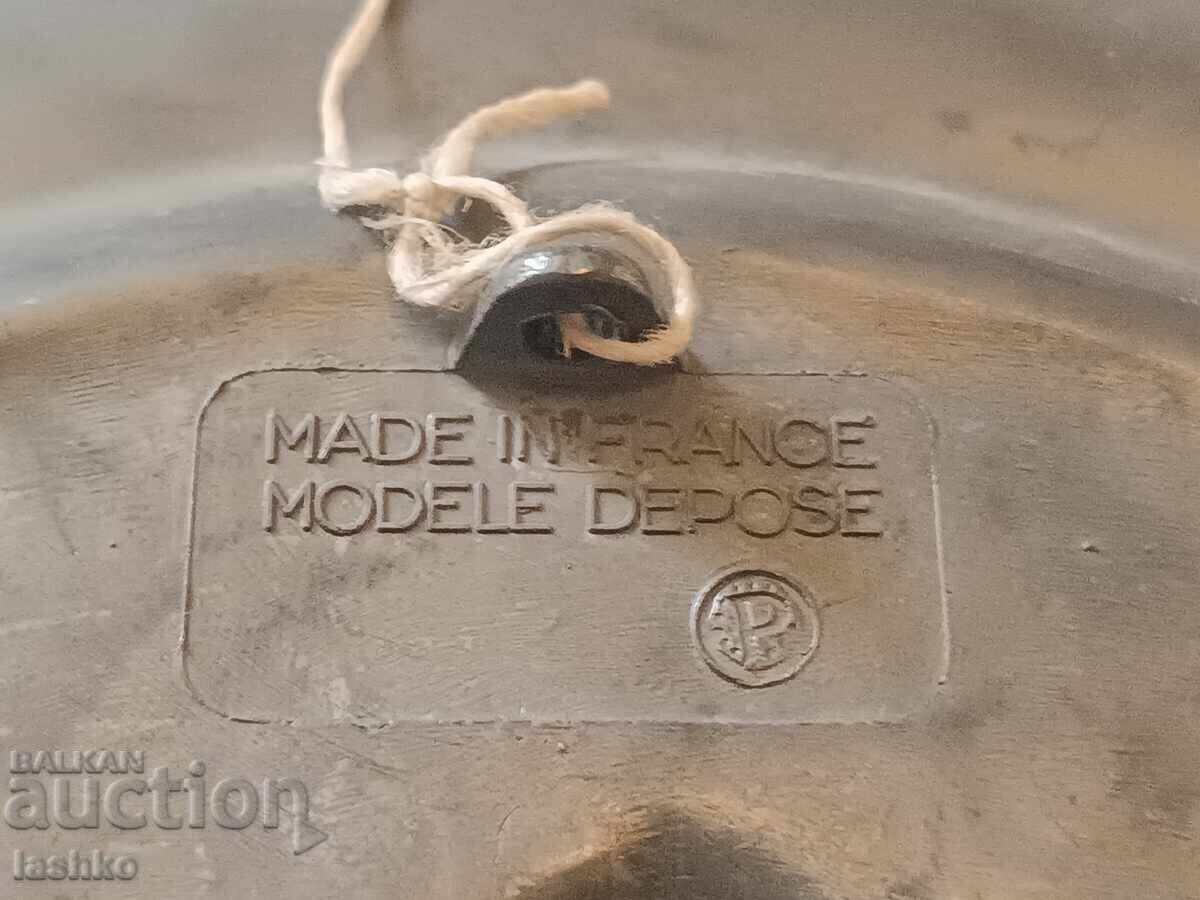 MADE IN FRANCE
MODELE DEPOSE
P
BALKAN
auction
lashko